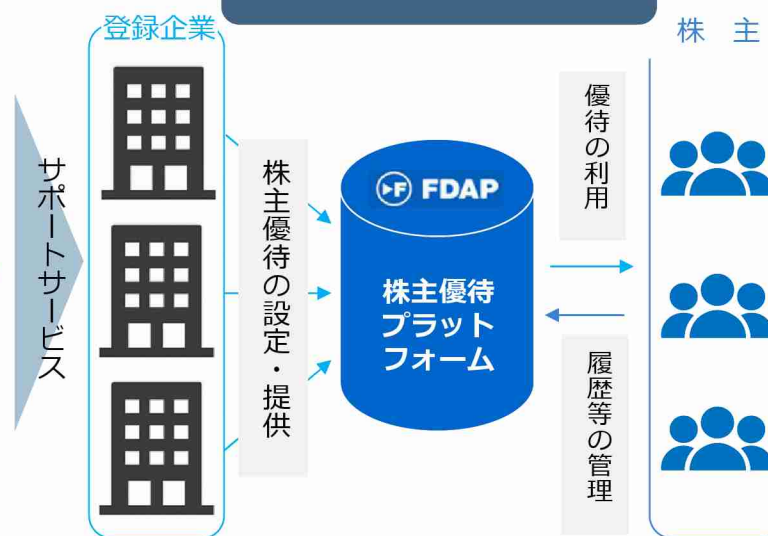 登録企業
株 主
サポートサービス
株主優待の設定・提供
FDAP
株主優待
プラット
フォーム
優待の利用
履歴等の管理